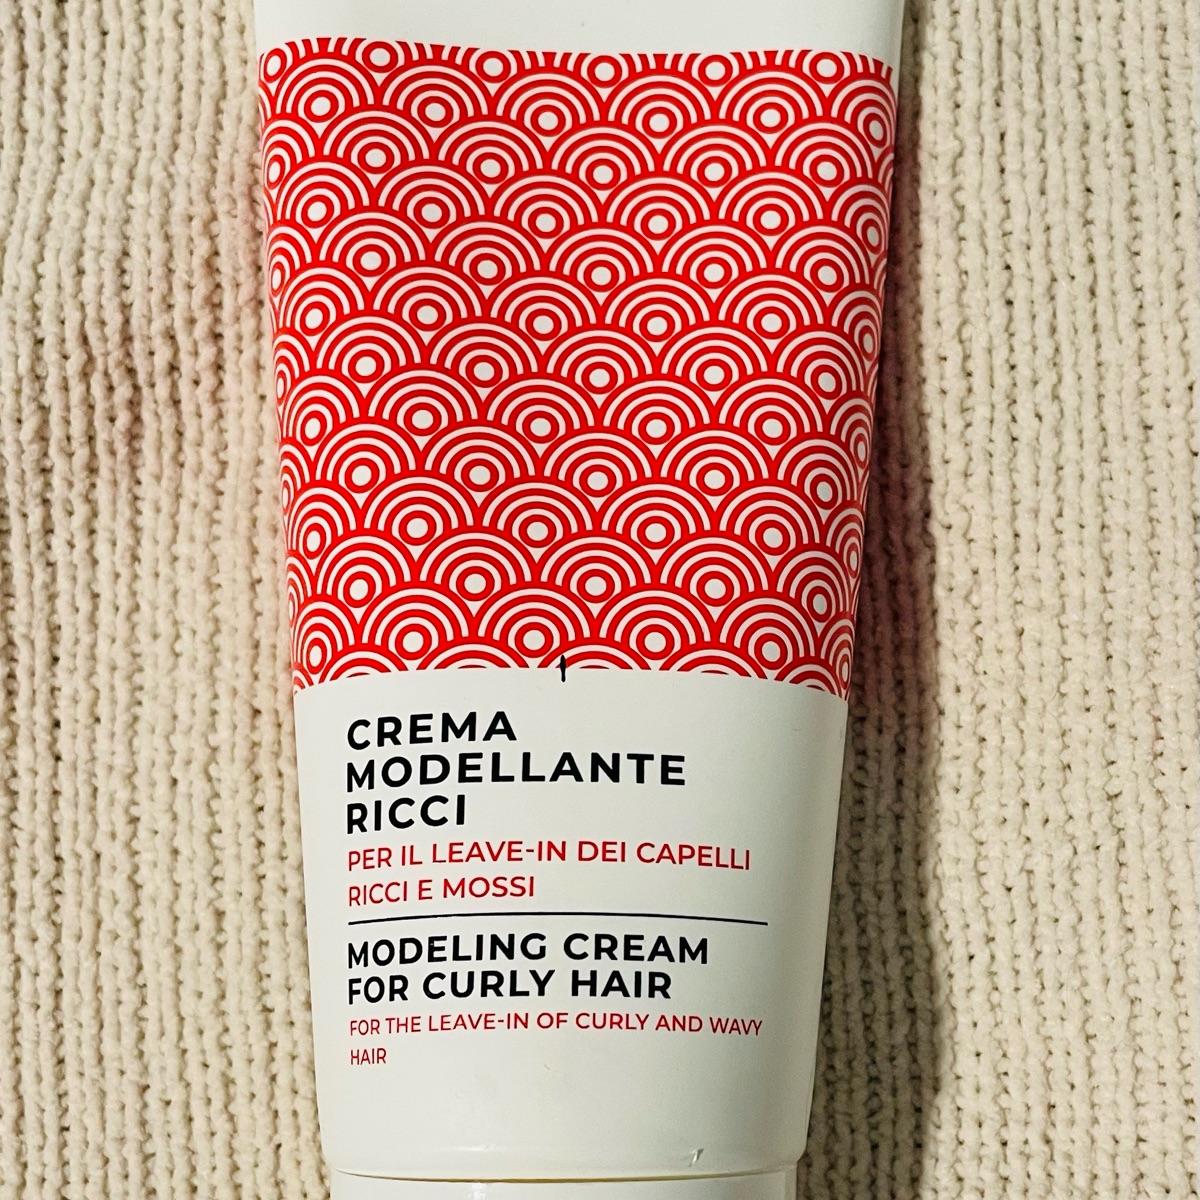 CREMA
MODELLANTE
RICCI
PER IL LEAVE-IN DEI CAPELLI
RICCI E MOSSI
MODELING CREAM
FOR CURLY HAIR
FOR THE LEAVE-IN OF CURLY AND WAVY
HAIR